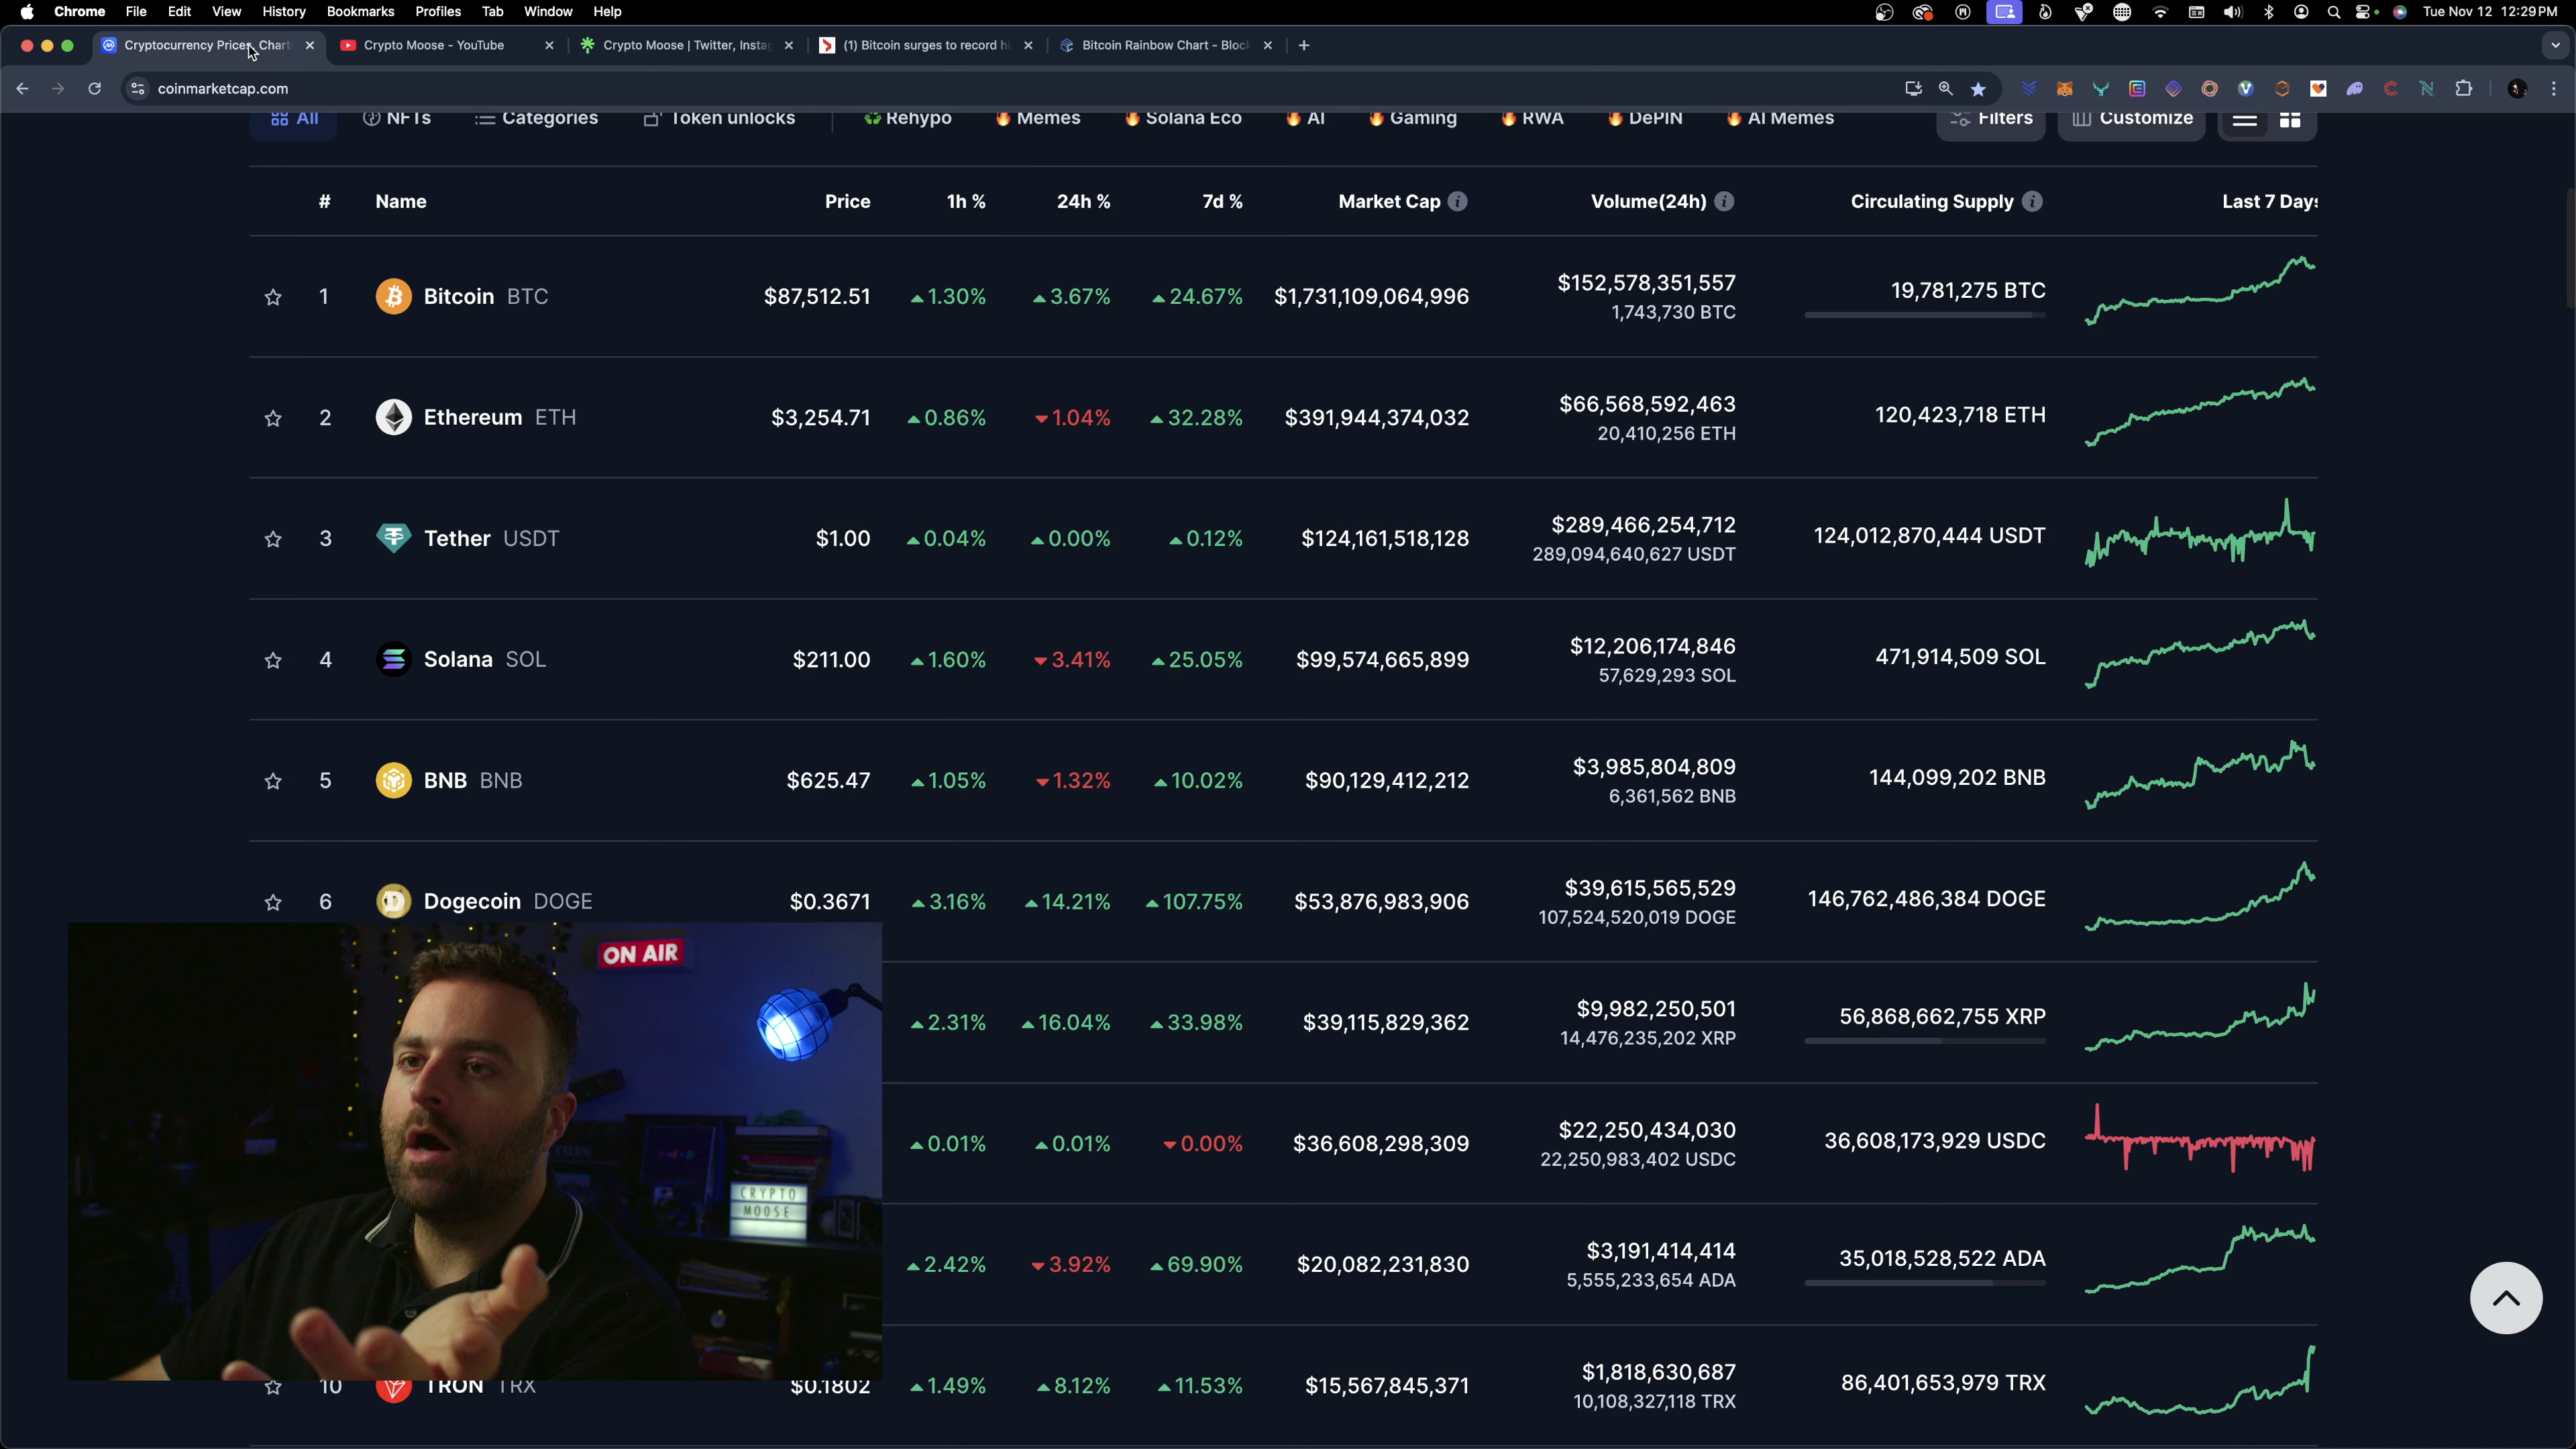 Chrome File Edit View History Bookmarks Profiles Tab Window Help Tue Nov 12 12:29 PM
Cryptocurrency Prices, Chart Crypto Moose - YouTube Crypto Moose | Twitter, Insta (1) Bitcoin surges to record hi Bitcoin Rainbow Chart - Block
coinmarketcap.com
All NFTs Categories Token unlocks Rehypo Memes Solana Eco AI Gaming RWA DePIN AI Memes Filters Customize
# Name Price 1h % 24h % 7d % Market Cap Volume(24h) Circulating Supply Last 7 Days
1 Bitcoin BTC $87,512.51 1.30% 3.67% 24.67% $1,731,109,064,996 $152,578,351,557 19,781,275 BTC
1,743,730 BTC
2 Ethereum ETH $3,254.71 0.86% 1.04% 32.28% $391,944,374,032 $66,568,592,463 120,423,718 ETH
20,410,256 ETH
3 Tether USDT $1.00 0.04% 0.00% 0.12% $124,161,518,128 $289,466,254,712 124,012,870,444 USDT
289,094,640,627 USDT
4 Solana SOL $211.00 1.60% 3.41% 25.05% $99,574,665,899 $12,206,174,846 471,914,509 SOL
57,629,293 SOL
5 BNB BNB $625.47 1.05% 1.32% 10.02% $90,129,412,212 $3,985,804,809 144,099,202 BNB
6,361,562 BNB
6 Dogecoin DOGE $0.3671 3.16% 14.21% 107.75% $53,876,983,906 $39,615,565,529 146,762,486,384 DOGE
107,524,520,019 DOGE
ON AIR
2.31% 16.04% 33.98% $39,115,829,362 $9,982,250,501 56,868,662,755 XRP
14,476,235,202 XRP
0.01% 0.01% 0.00% $36,608,298,309 $22,250,434,030 36,608,173,929 USDC
22,250,983,402 USDC
CRYPTO
MOOSE
2.42% 3.92% 69.90% $20,082,231,830 $3,191,414,414 35,018,528,522 ADA
5,555,233,654 ADA
10 TRON TRX $0.1802 1.49% 8.12% 11.53% $15,567,845,371 $1,818,630,687 86,401,653,979 TRX
10,108,327,118 TRX